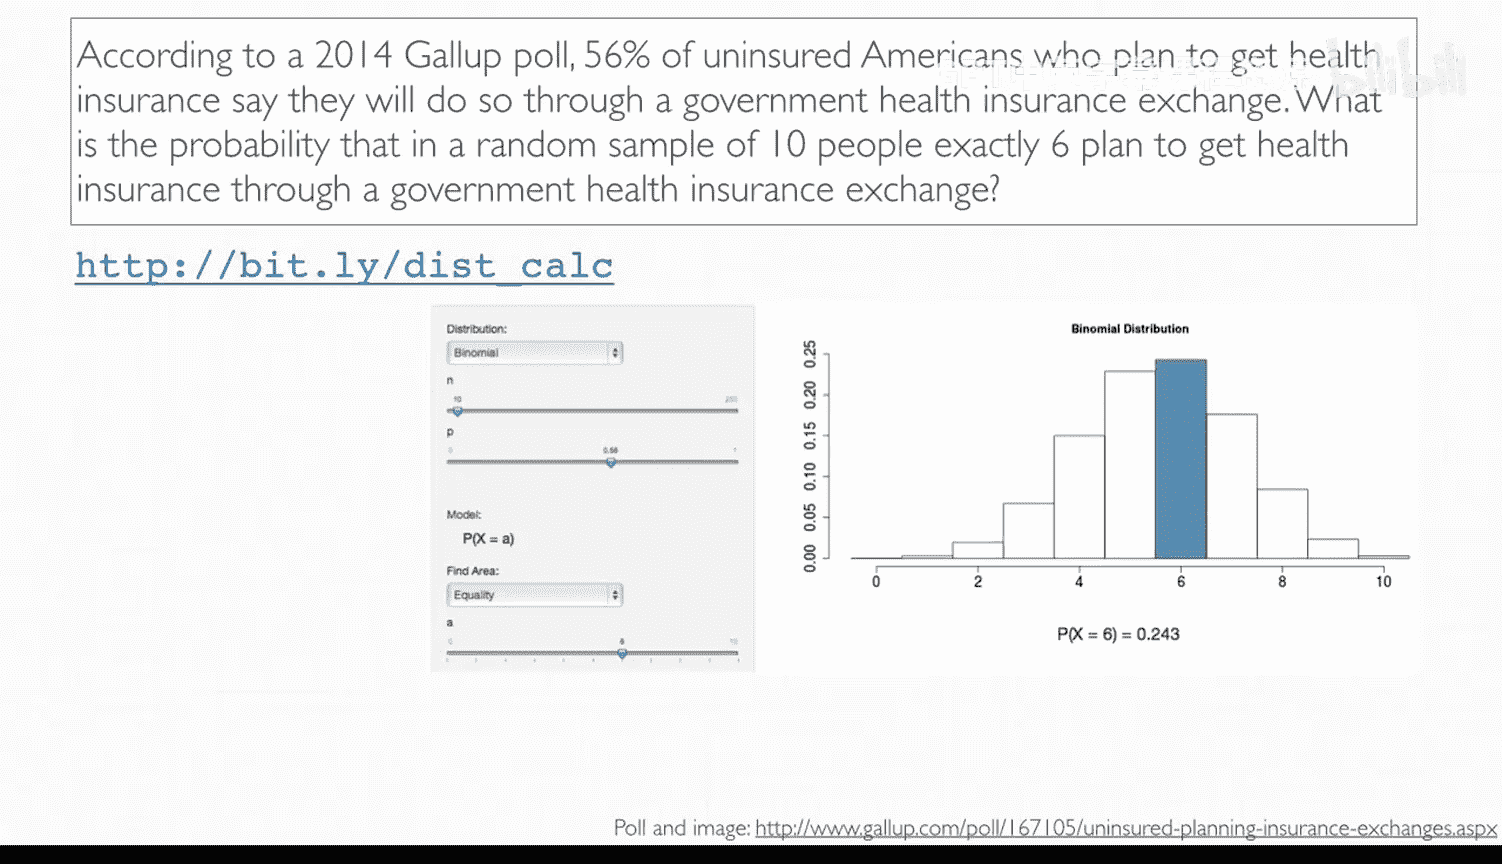 According to a 2014 Gallup poll, 56% of uninsured Americans who plan to get health
insurance say they will do so through a government health insurance exchange. What
is the probability that in a random sample of 10 people exactly 6 plan to get health
insurance through a government health insurance exchange?
http://bit.ly/dist_calc
Distribution:
Binomial
n
10
p
0 0.56 1
Model:
P(X = a)
Find Area:
Equality
a
0 6 10
Binomial Distribution
0.25
0.20
0.15
0.10
0.05
0.00
0 2 4 6 8 10
P(X = 6) = 0.243
Poll and image: http://www.gallup.com/poll/167105/uninsured-planning-insurance-exchanges.aspx
bilibili